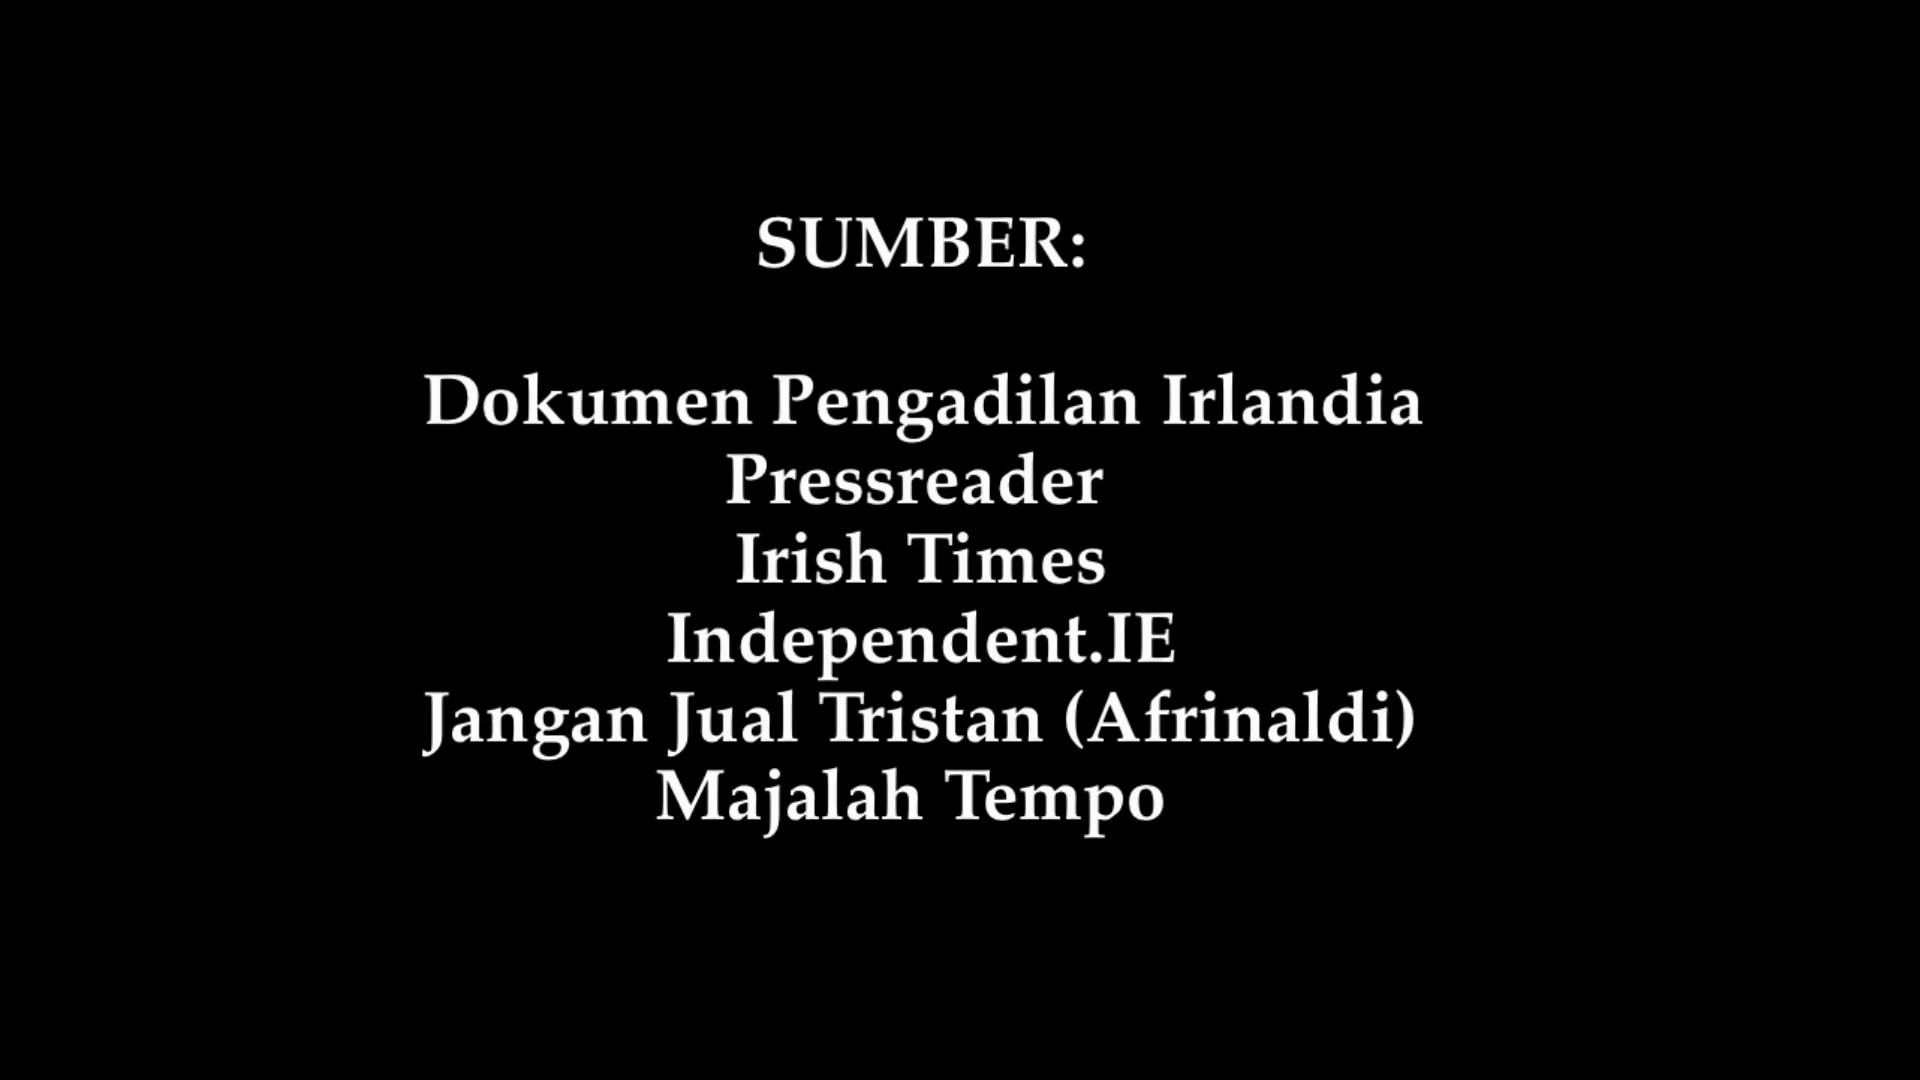 SUMBER:
Dokumen Pengadilan Irlandia
Pressreader
Irish Times
Independent.IE
Jangan Jual Tristan (Afrinaldi)
Majalah Tempo